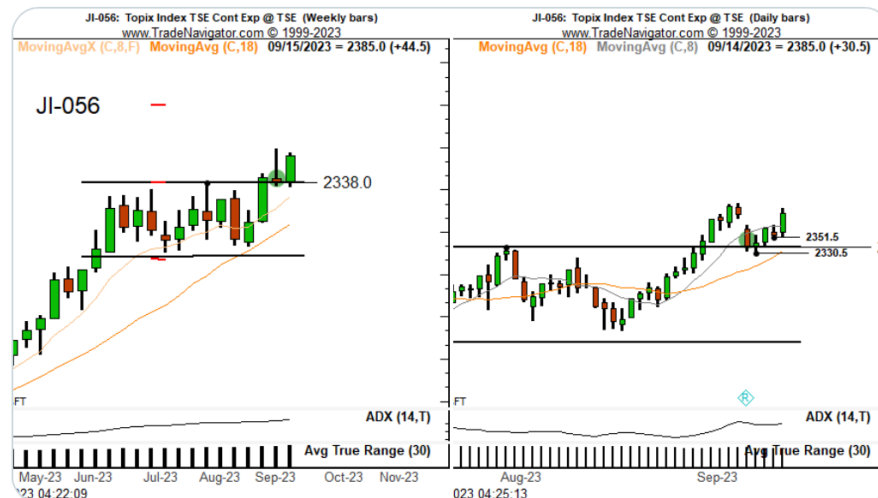 JI-056: Topix Index TSE Cont Exp @ TSE (Weekly bars)
www.TradeNavigator.com © 1999-2023
MovingAvgX (C,8,F) MovingAvg (C,18) 09/15/2023 = 2385.0 (+44.5)
JI-056
2338.0
FT
ADX (14,T)
Avg True Range (30)
May-23 Jun-23 Jul-23 Aug-23 Sep-23 Oct-23 Nov-23
023 04:22:09
JI-056: Topix Index TSE Cont Exp @ TSE (Daily bars)
www.TradeNavigator.com © 1999-2023
MovingAvg (C,18) MovingAvg (C,8) 09/14/2023 = 2385.0 (+30.5)
2351.5
2330.5
R
FT
ADX (14,T)
Avg True Range (30)
Aug-23 Sep-23
023 04:25:13